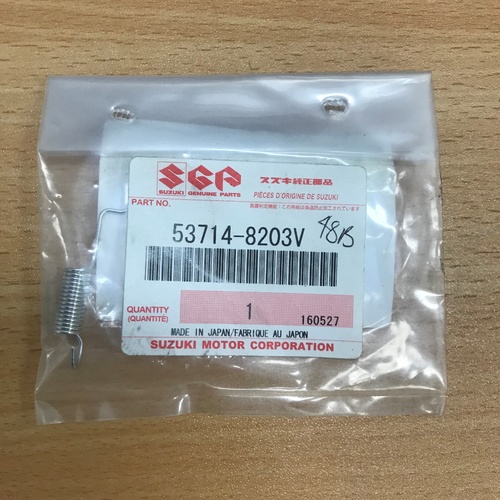 SGP
スズキ純正部品
SUZUKI GENUINE PARTS
PIÈCES D'ORIGINE DE SUZUKI
PART NO.
53714-8203V
48B
QUANTITY
(QUANTITÉ)
1
160527
MADE IN JAPAN/FABRIQUE AU JAPON
SUZUKI MOTOR CORPORATION